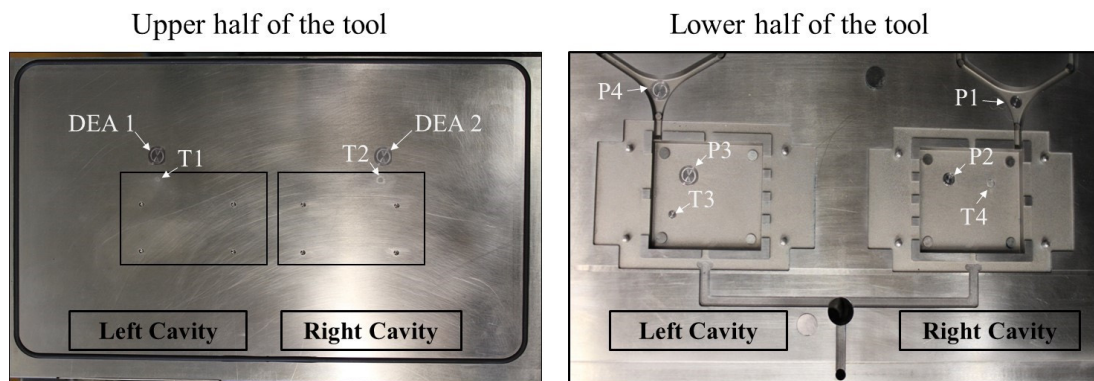 Upper half of the tool
DEA 1
DEA 2
T1
T2
Left Cavity
Right Cavity
Lower half of the tool
P4
P1
P3
P2
T3
T4
Left Cavity
Right Cavity